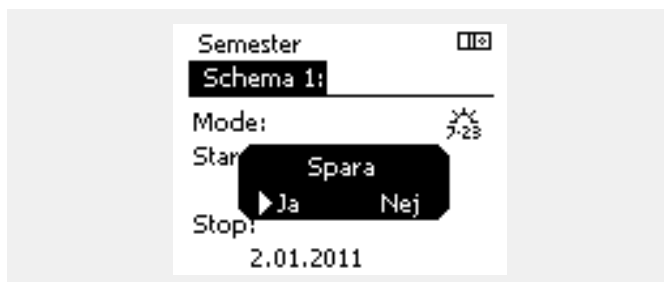 Semester
Schema 1:
Mode:
7-23
Star
Spara
Ja Nej
Stop:
2.01.2011